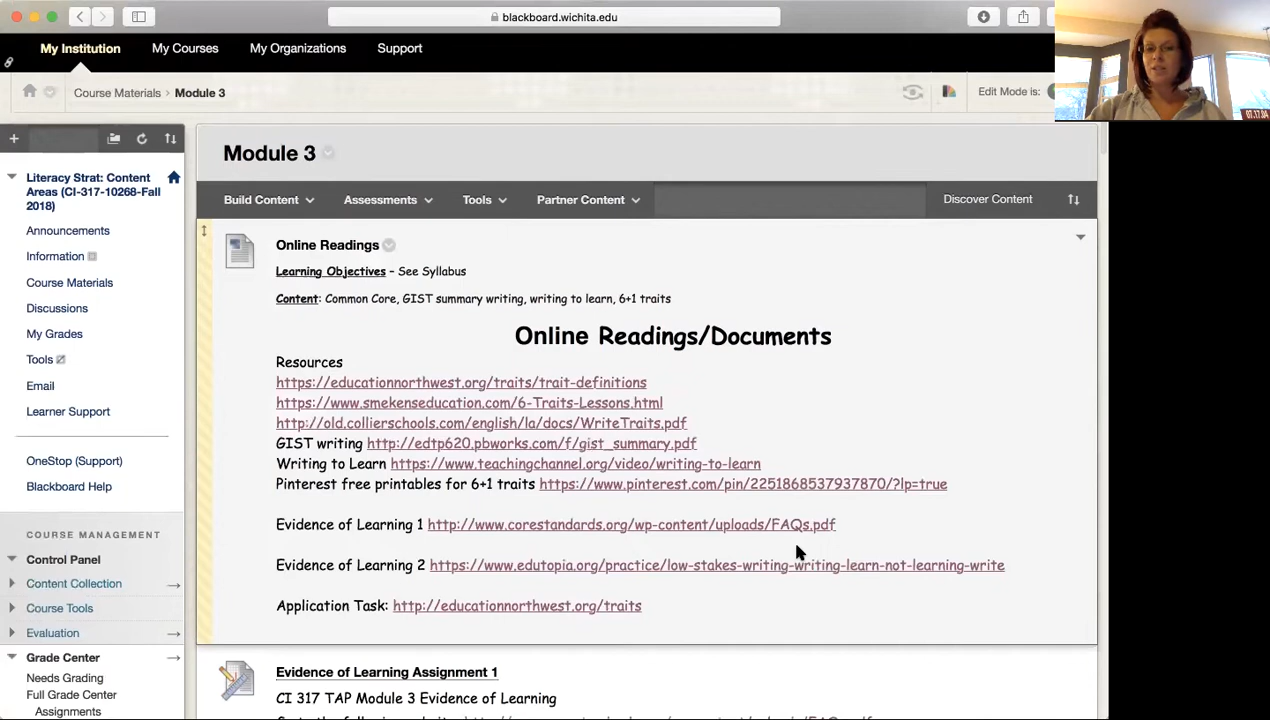 blackboard.wichita.edu
My Institution My Courses My Organizations Support
Course Materials > Module 3 Edit Mode is:
07.17.24
Literacy Strat: Content
Areas (CI-317-10268-Fall
2018)
Announcements
Information
Course Materials
Discussions
My Grades
Tools
Email
Learner Support
OneStop (Support)
Blackboard Help
COURSE MANAGEMENT
Control Panel
Content Collection
Course Tools
Evaluation
Grade Center
Needs Grading
Full Grade Center
Assignments
Module 3
Build Content Assessments Tools Partner Content Discover Content
Online Readings
Learning Objectives – See Syllabus
Content: Common Core, GIST summary writing, writing to learn, 6+1 traits
Online Readings/Documents
Resources
https://educationnorthwest.org/traits/trait-definitions
https://www.smekenseducation.com/6-Traits-Lessons.html
http://old.collierschools.com/english/la/docs/WriteTraits.pdf
GIST writing http://edtp620.pbworks.com/f/gist_summary.pdf
Writing to Learn https://www.teachingchannel.org/video/writing-to-learn
Pinterest free printables for 6+1 traits https://www.pinterest.com/pin/2251868537937870/?lp=true
Evidence of Learning 1 http://www.corestandards.org/wp-content/uploads/FAQs.pdf
Evidence of Learning 2 https://www.edutopia.org/practice/low-stakes-writing-writing-learn-not-learning-write
Application Task: http://educationnorthwest.org/traits
Evidence of Learning Assignment 1
CI 317 TAP Module 3 Evidence of Learning